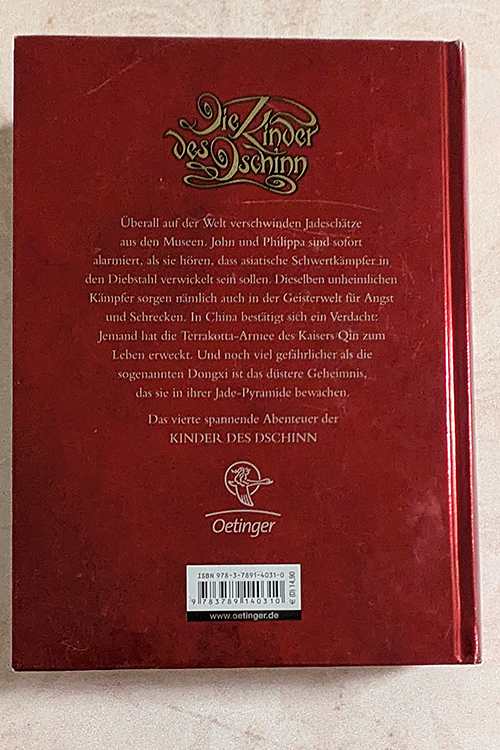 Die Kinder
des Dschinn
Überall auf der Welt verschwinden Jadeschätze
aus den Museen. John und Philippa sind sofort
alarmiert, als sie hören, dass asiatische Schwertkämpfer in
den Diebstahl verwickelt sein sollen. Dieselben unheimlichen
Kämpfer sorgen nämlich auch in der Geisterwelt für Angst
und Schrecken. In China bestätigt sich ein Verdacht:
Jemand hat die Terrakotta-Armee des Kaisers Qin zum
Leben erweckt. Und noch viel gefährlicher als die
sogenannten Dongxi ist das düstere Geheimnis,
das sie in ihrer Jade-Pyramide bewachen.
Das vierte spannende Abenteuer der
KINDER DES DSCHINN
Oetinger
ISBN 978-3-7891-4031-0
9 783789 140310
€ (D) 14,90
www.oetinger.de